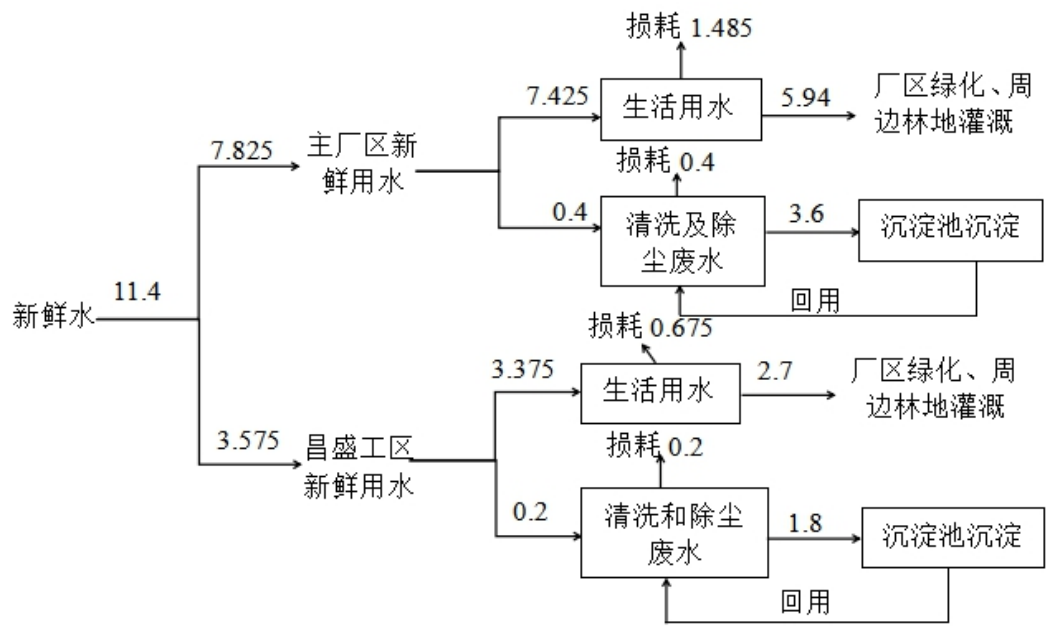 损耗 1.485
7.425
生活用水
5.94
厂区绿化、周
边林地灌溉
7.825
主厂区新
鲜用水
损耗 0.4
0.4
清洗及除
尘废水
3.6
沉淀池沉淀
回用
新鲜水
11.4
损耗 0.675
3.375
生活用水
2.7
厂区绿化、周
边林地灌溉
3.575
昌盛工区
新鲜用水
损耗 0.2
0.2
清洗和除尘
废水
1.8
沉淀池沉淀
回用